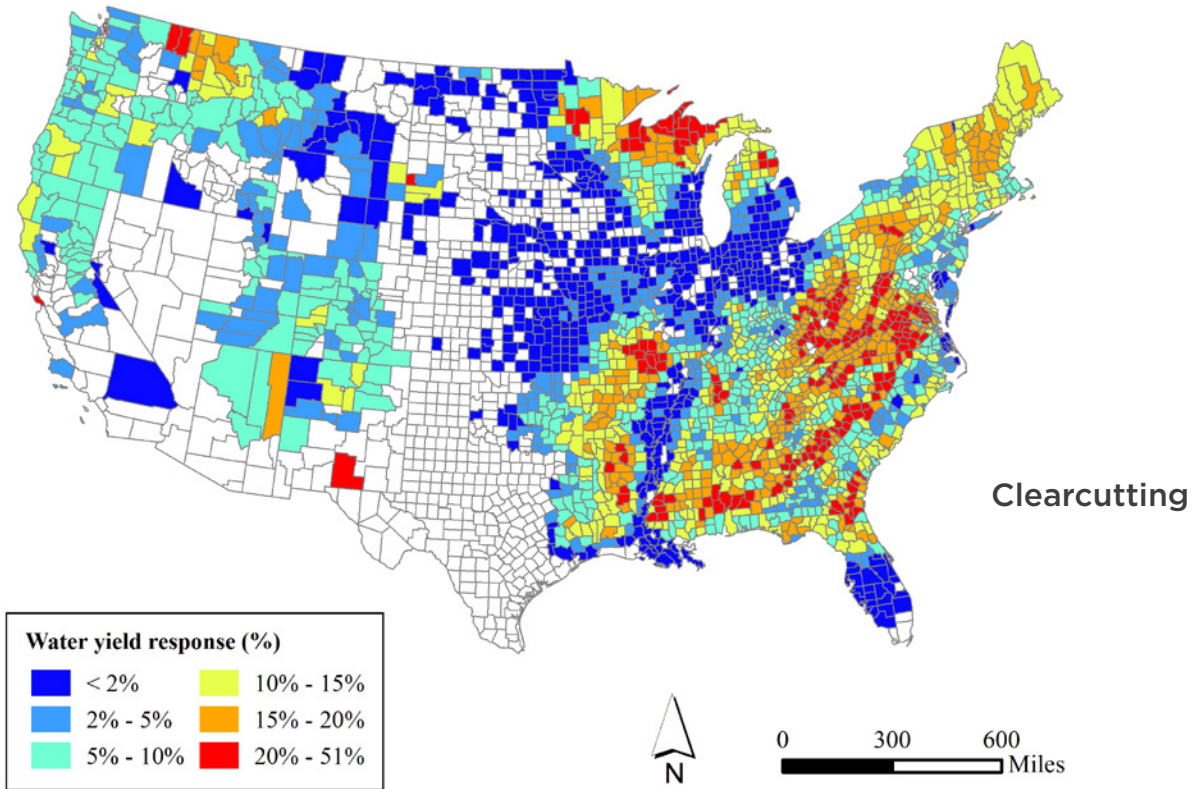 Clearcutting
Water yield response (%)
< 2%
2% - 5%
5% - 10%
10% - 15%
15% - 20%
20% - 51%
N
0 300 600
Miles